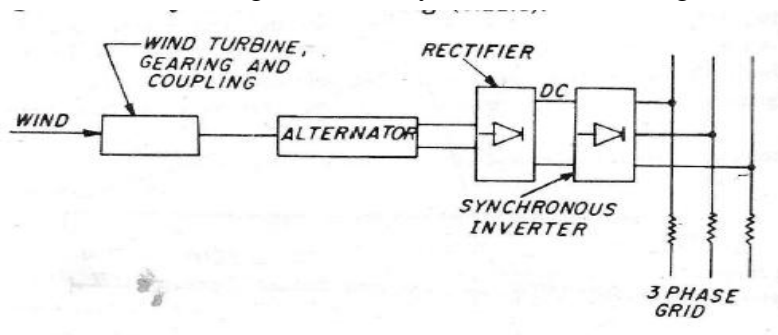 WIND TURBINE,
GEARING AND
COUPLING
RECTIFIER
WIND
ALTERNATOR
DC
SYNCHRONOUS
INVERTER
3 PHASE
GRID